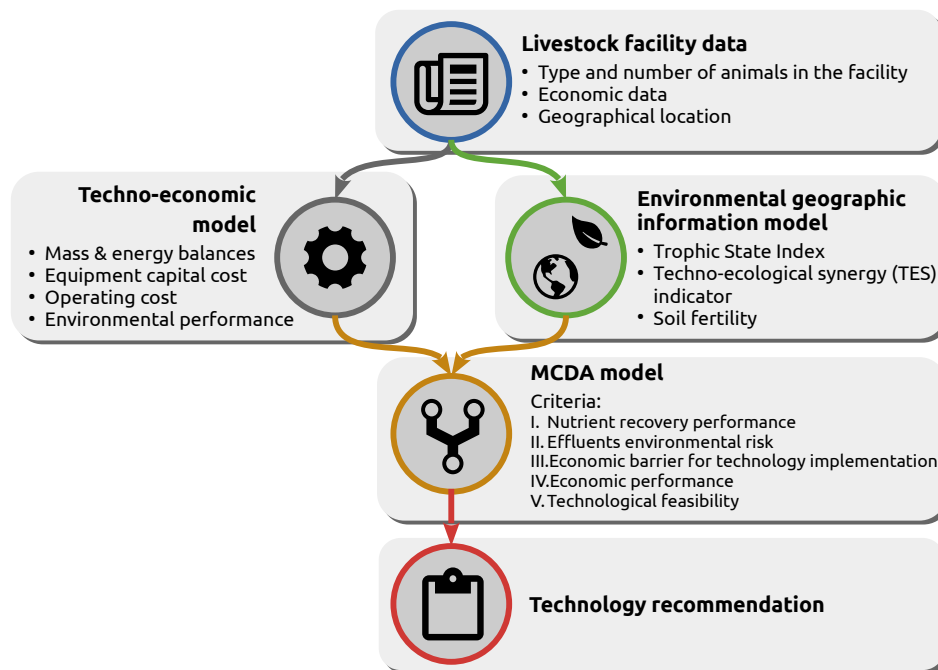 Livestock facility data
• Type and number of animals in the facility
• Economic data
• Geographical location
Techno-economic
model
• Mass & energy balances
• Equipment capital cost
• Operating cost
• Environmental performance
Environmental geographic
information model
• Trophic State Index
• Techno-ecological synergy (TES)
indicator
• Soil fertility
MCDA model
Criteria:
I. Nutrient recovery performance
II. Effluents environmental risk
III.Economic barrier for technology implementation
IV.Economic performance
V. Technological feasibility
Technology recommendation